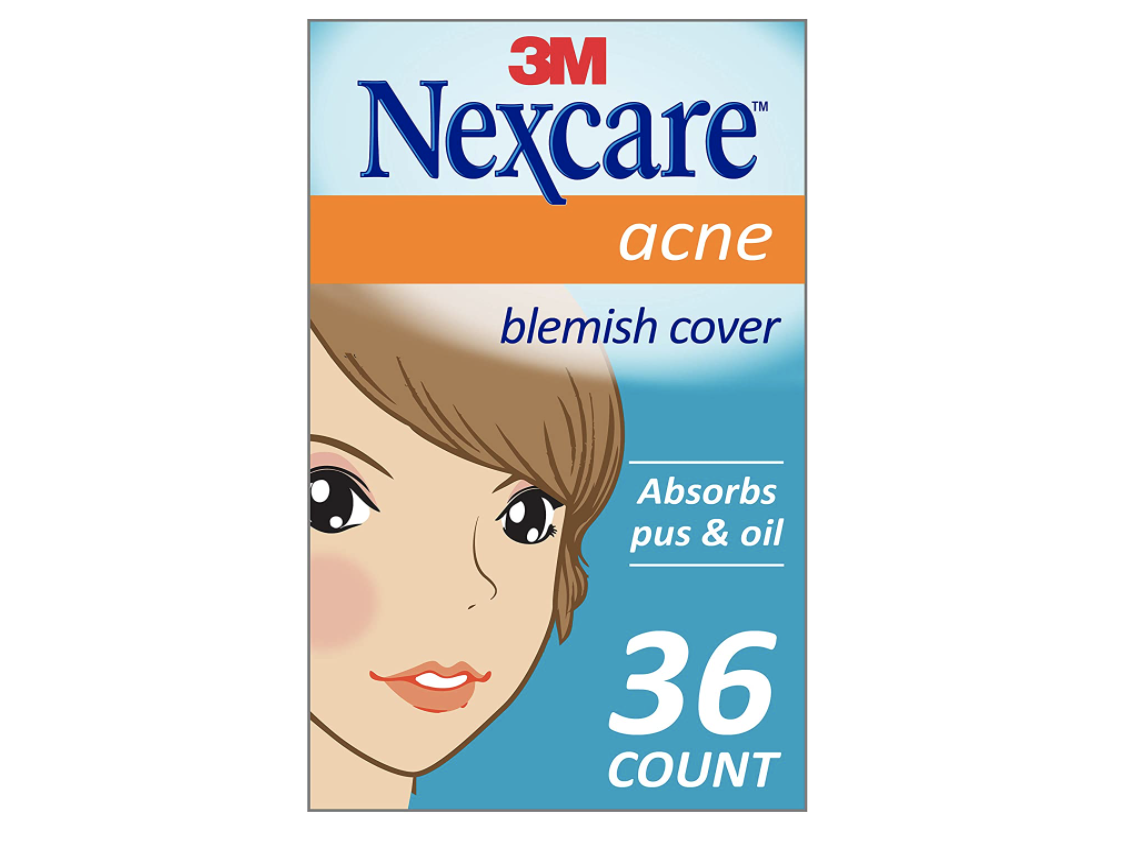 3M
Nexcare™
acne
blemish cover
Absorbs
pus & oil
36
COUNT